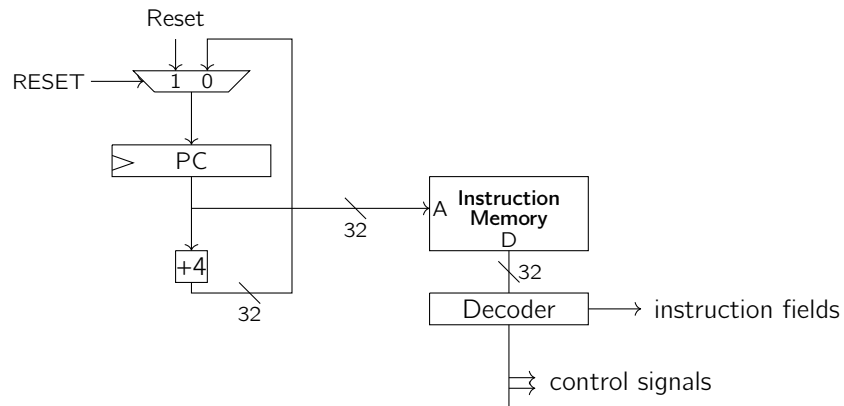 Reset
RESET
1 0
PC
+4
32
32
A
Instruction
Memory
D
32
Decoder
instruction fields
control signals